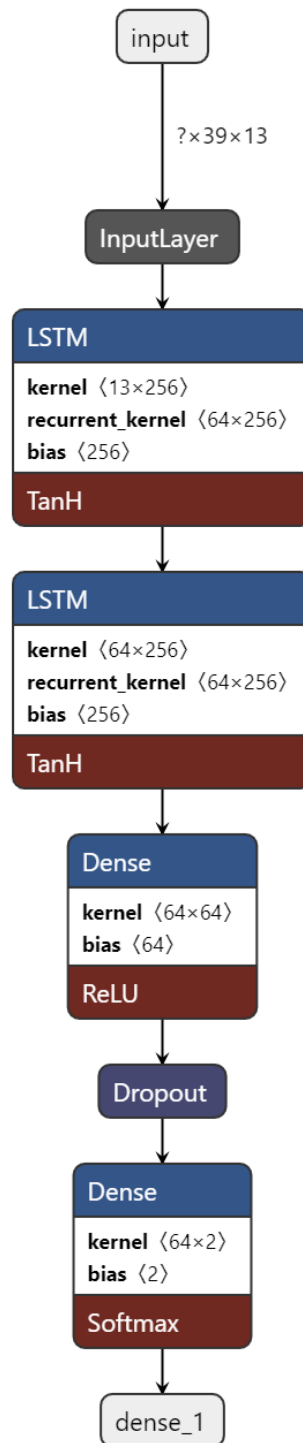 input
?×39×13
InputLayer
LSTM
kernel ⟨13×256⟩
recurrent_kernel ⟨64×256⟩
bias ⟨256⟩
TanH
LSTM
kernel ⟨64×256⟩
recurrent_kernel ⟨64×256⟩
bias ⟨256⟩
TanH
Dense
kernel ⟨64×64⟩
bias ⟨64⟩
ReLU
Dropout
Dense
kernel ⟨64×2⟩
bias ⟨2⟩
Softmax
dense_1